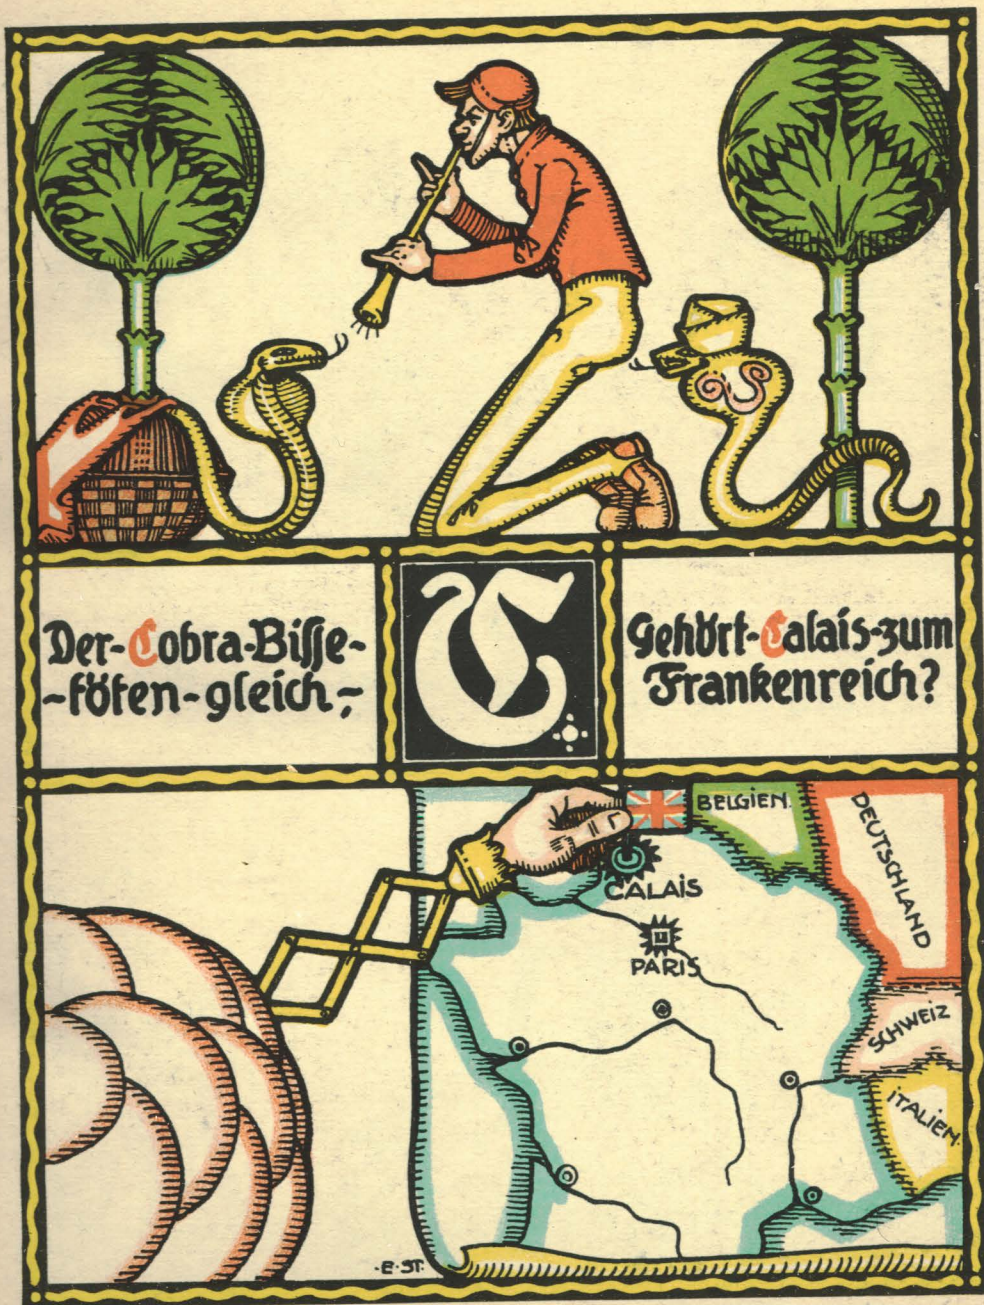 Der-Cobra-Bisse-
-töten-gleich,-
C
Gehört-Calais-zum
Frankenreich?
BELGIEN.
DEUTSCHLAND
CALAIS
PARIS
SCHWEIZ
ITALIEN.
·E·ST.